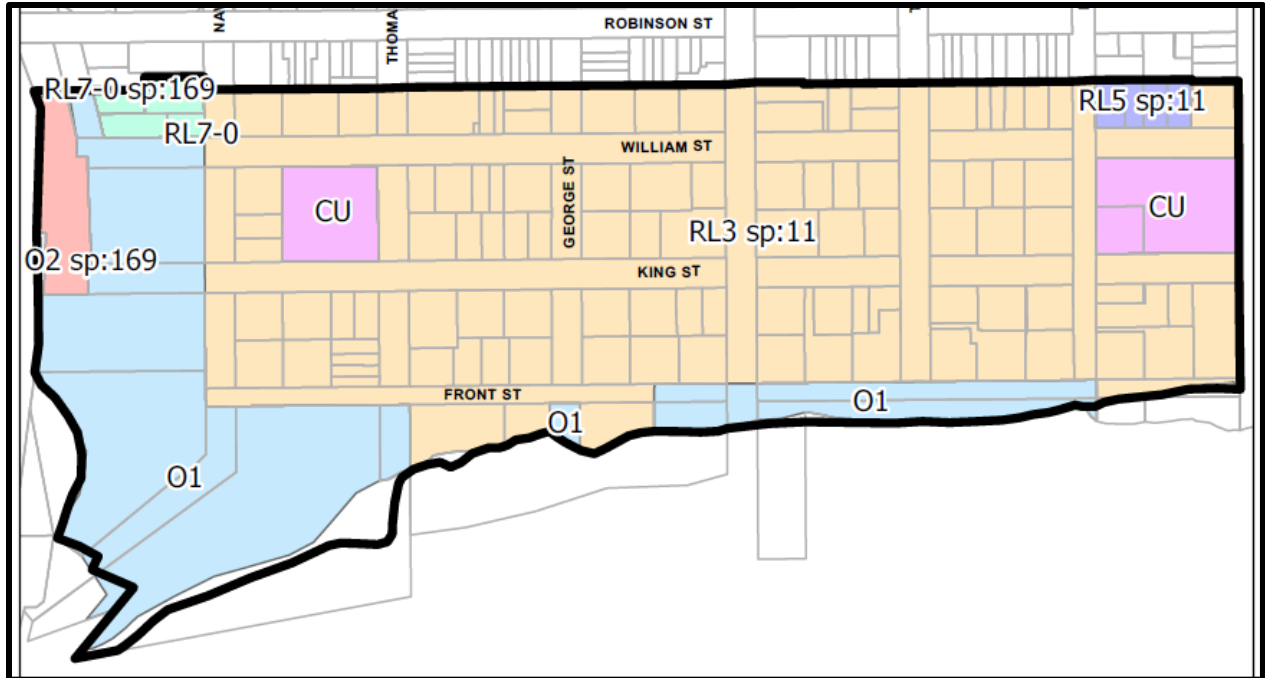 ROBINSON ST
RL7-0 sp:169
RL5 sp:11
RL7-0
WILLIAM ST
GEORGE ST
CU
CU
RL3 sp:11
O2 sp:169
KING ST
FRONT ST
O1
O1
O1